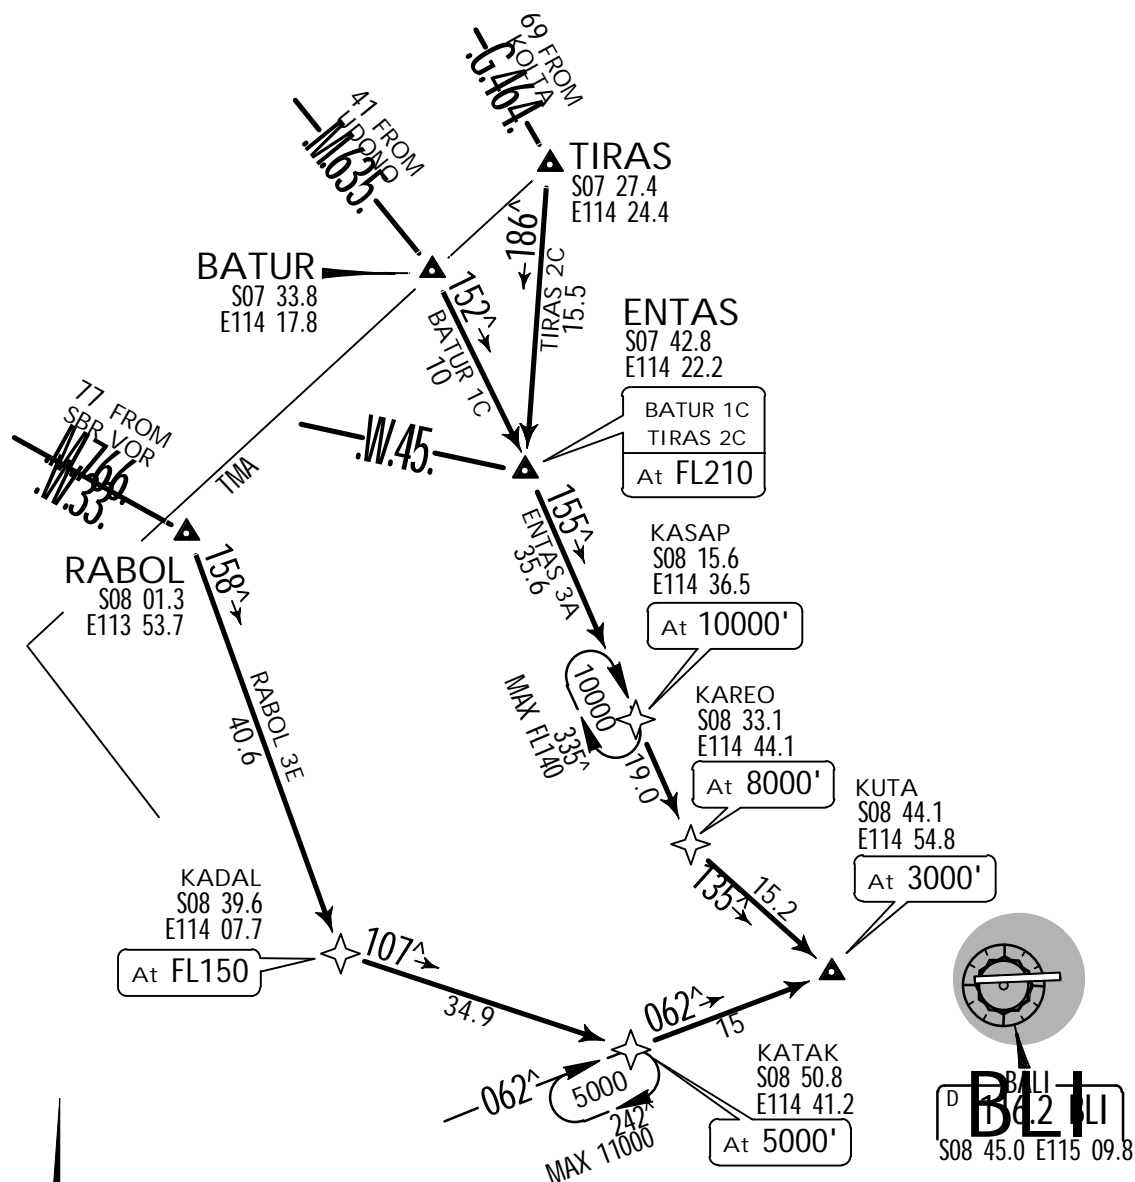 69 FROM
KOLTA
.G.464.
41 FROM
UDONO
.M.635.
TIRAS
S07 27.4
E114 24.4
186^
TIRAS 2C
15.5
BATUR
S07 33.8
E114 17.8
152^
BATUR 1C
10
ENTAS
S07 42.8
E114 22.2
BATUR 1C
TIRAS 2C
At FL210
77 FROM
SBR VOR
.W.33.
TMA
.W.45.
RABOL
S08 01.3
E113 53.7
158^
RABOL 3E
40.6
155^
ENTAS 3A
35.6
KASAP
S08 15.6
E114 36.5
At 10000'
10000
335^
MAX FL140
19.0
KAREO
S08 33.1
E114 44.1
At 8000'
135^
15.2
KUTA
S08 44.1
E114 54.8
At 3000'
KADAL
S08 39.6
E114 07.7
At FL150
107^
34.9
062^
15
062^
5000
242^
MAX 11000
KATAK
S08 50.8
E114 41.2
At 5000'
BALI
D 116.2 BLI
BLI
S08 45.0 E115 09.8